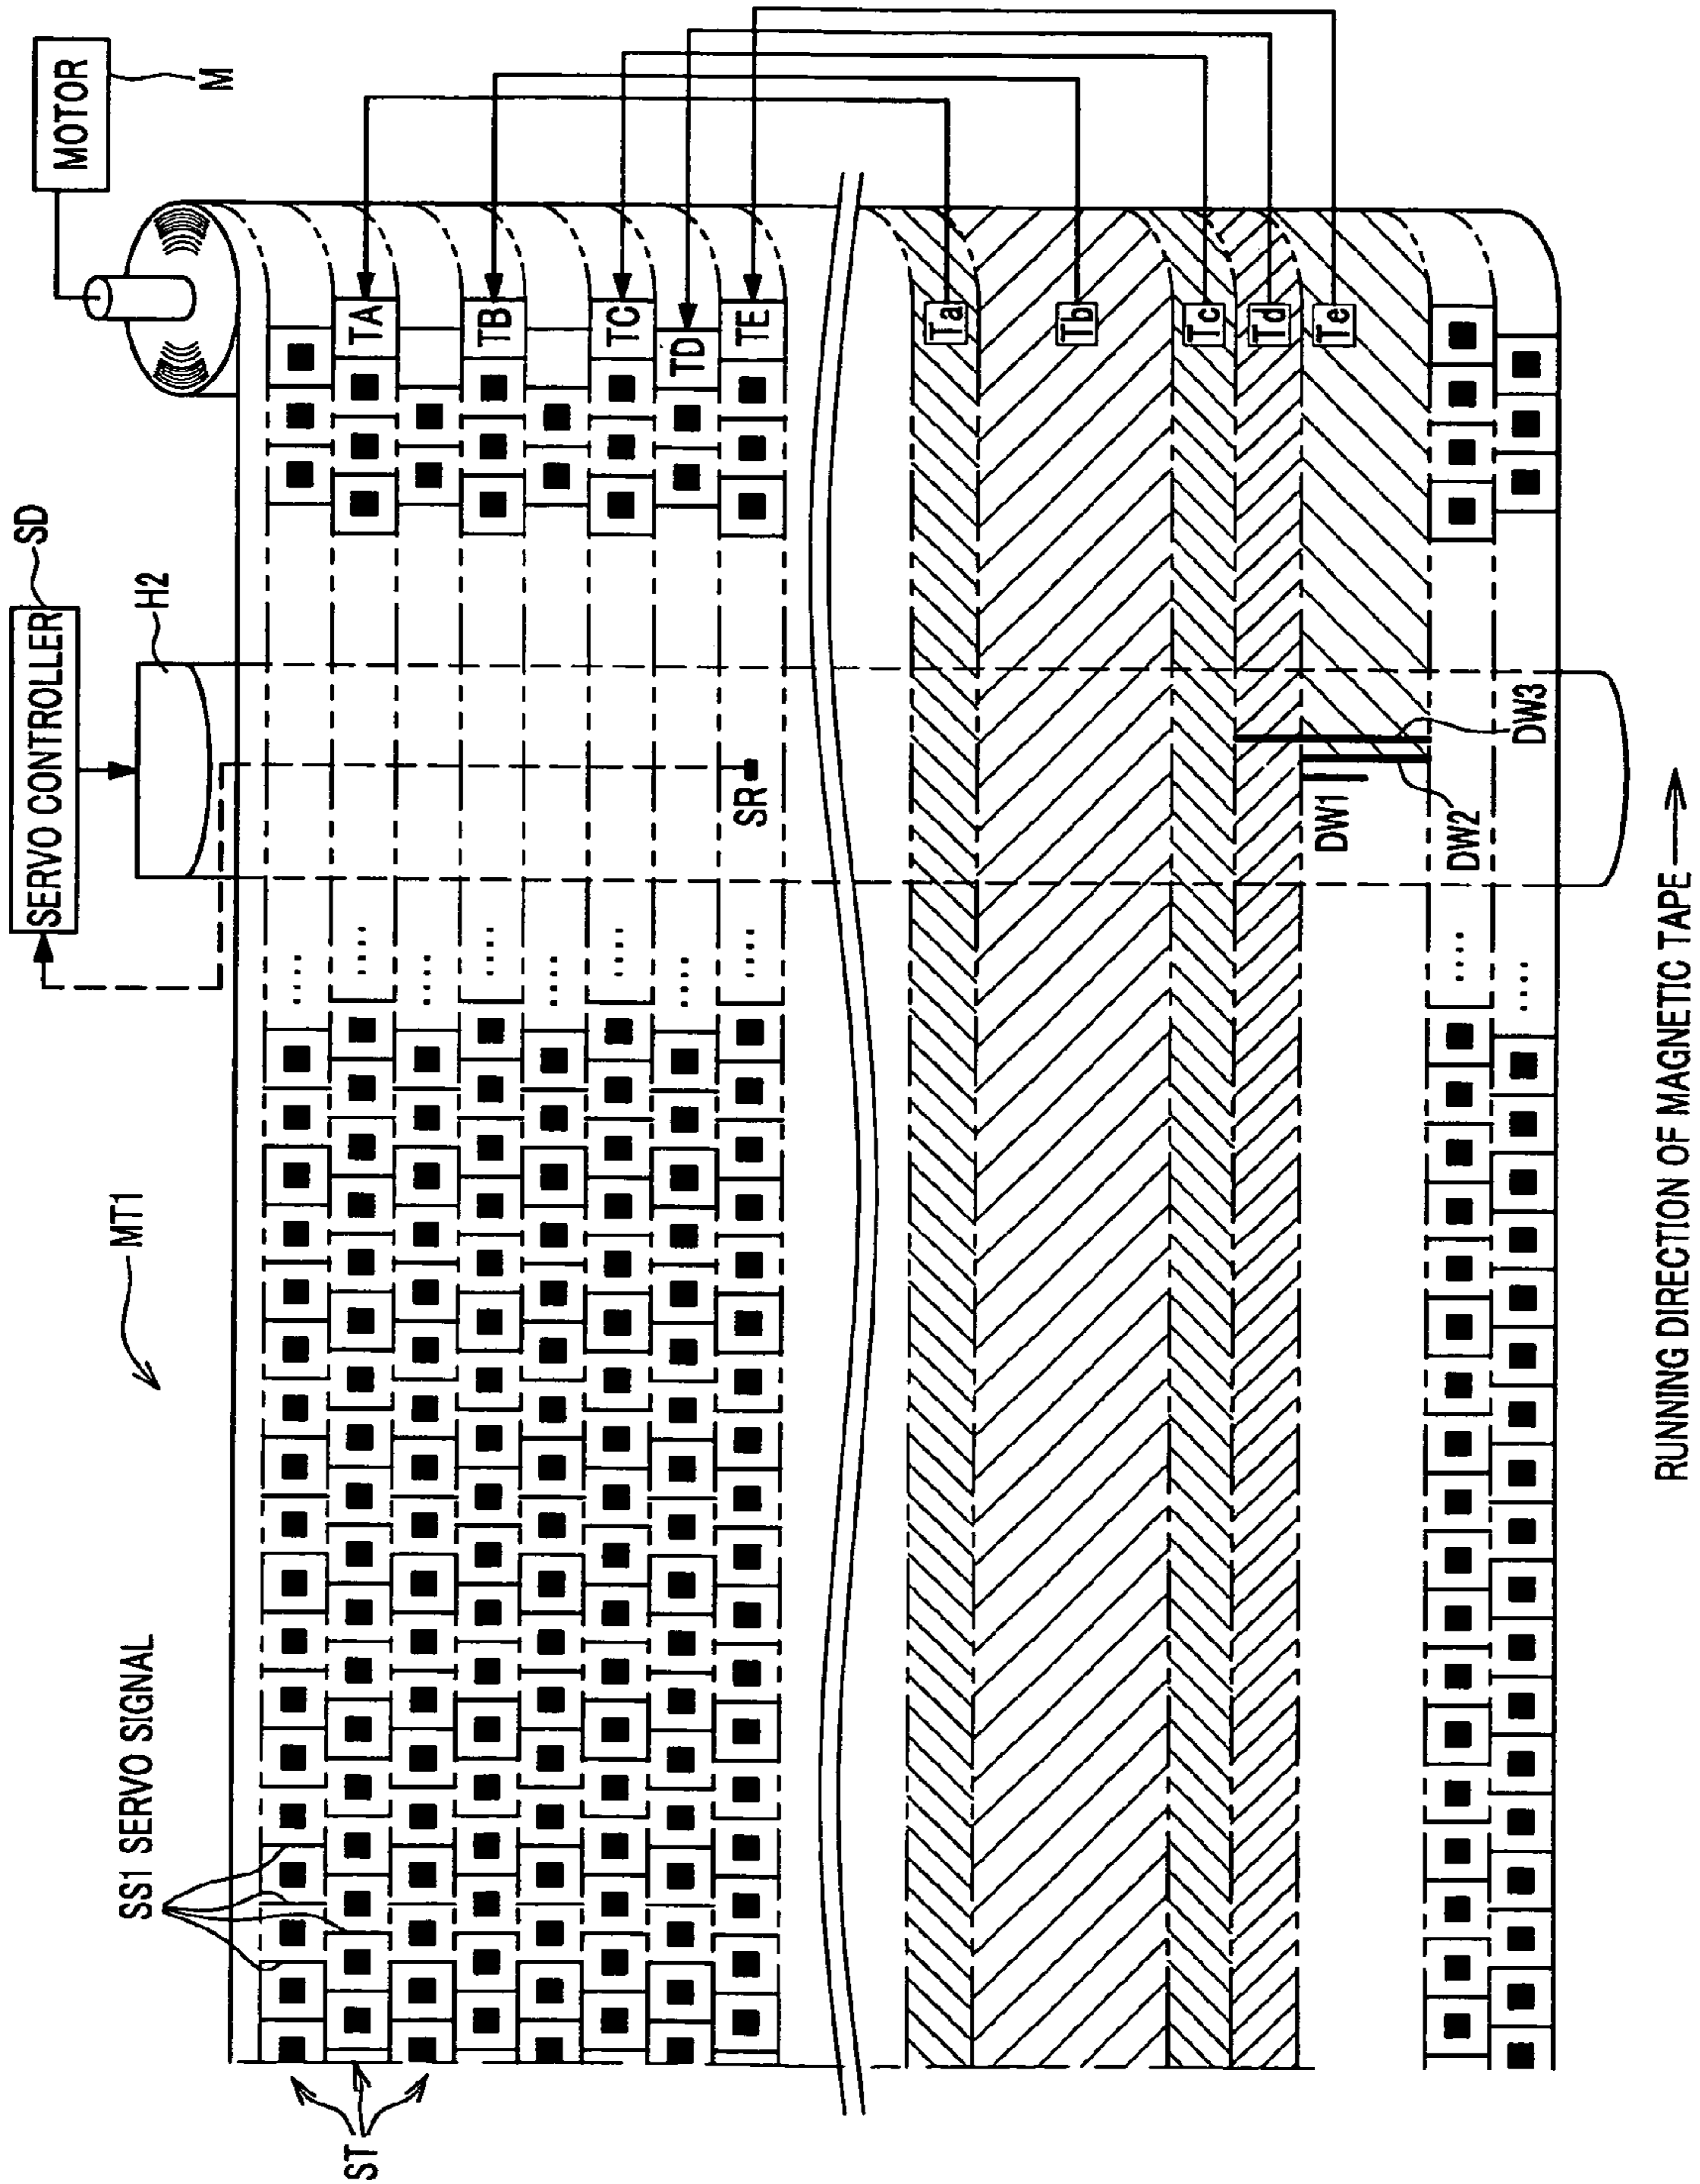 MOTOR
M
SERVO CONTROLLER
SD
H2
MT1
SS1 SERVO SIGNAL
ST
TA
TB
TC
TD
TE
SR
Ta
Tb
Tc
Td
Te
DW1
DW2
DW3
RUNNING DIRECTION OF MAGNETIC TAPE